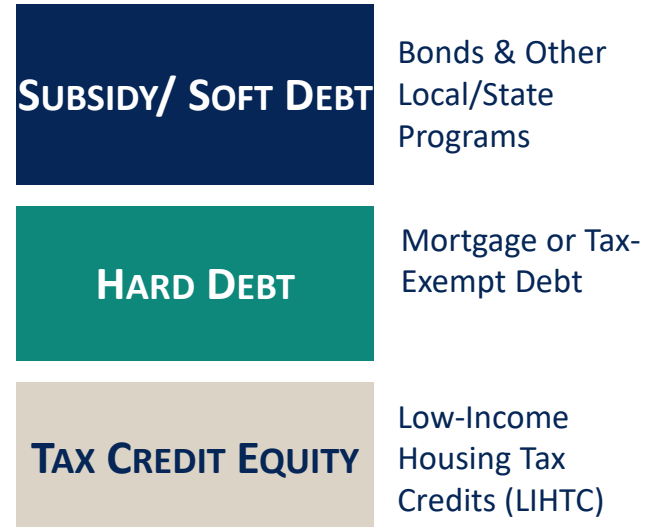 SUBSIDY/ SOFT DEBT
Bonds & Other
Local/State
Programs
HARD DEBT
Mortgage or Tax-
Exempt Debt
TAX CREDIT EQUITY
Low-Income
Housing Tax
Credits (LIHTC)